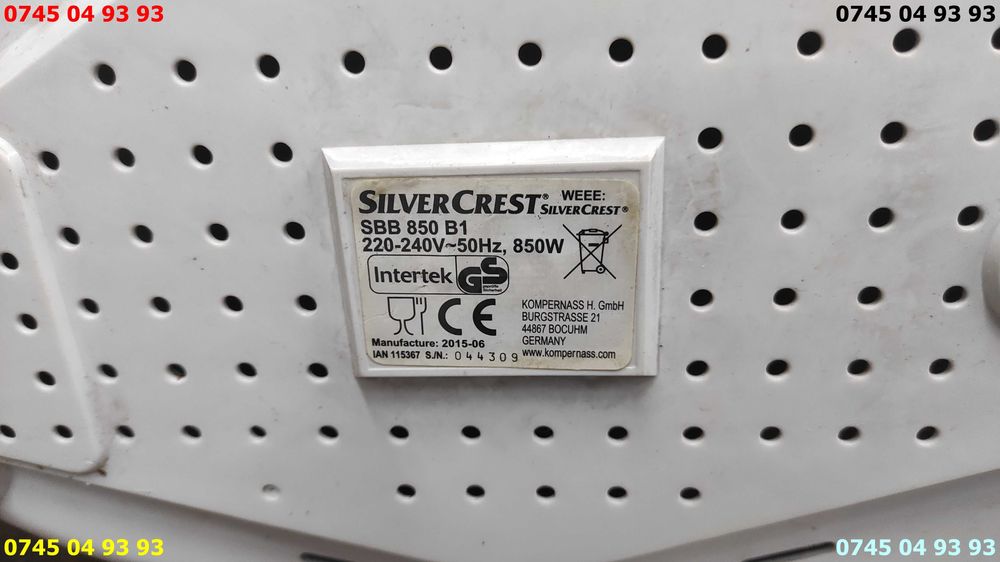 0745 04 93 93
0745 04 93 93
SILVERCREST® WEEE:
SILVERCREST®
SBB 850 B1
220-240V~50Hz, 850W
Intertek GS
geprüfte
Sicherheit
CE
KOMPERNASS H. GmbH
BURGSTRASSE 21
44867 BOCUHM
GERMANY
www.kompernass.com
Manufacture: 2015-06
IAN 115367 S./N.: 044309
0745 04 93 93
0745 04 93 93